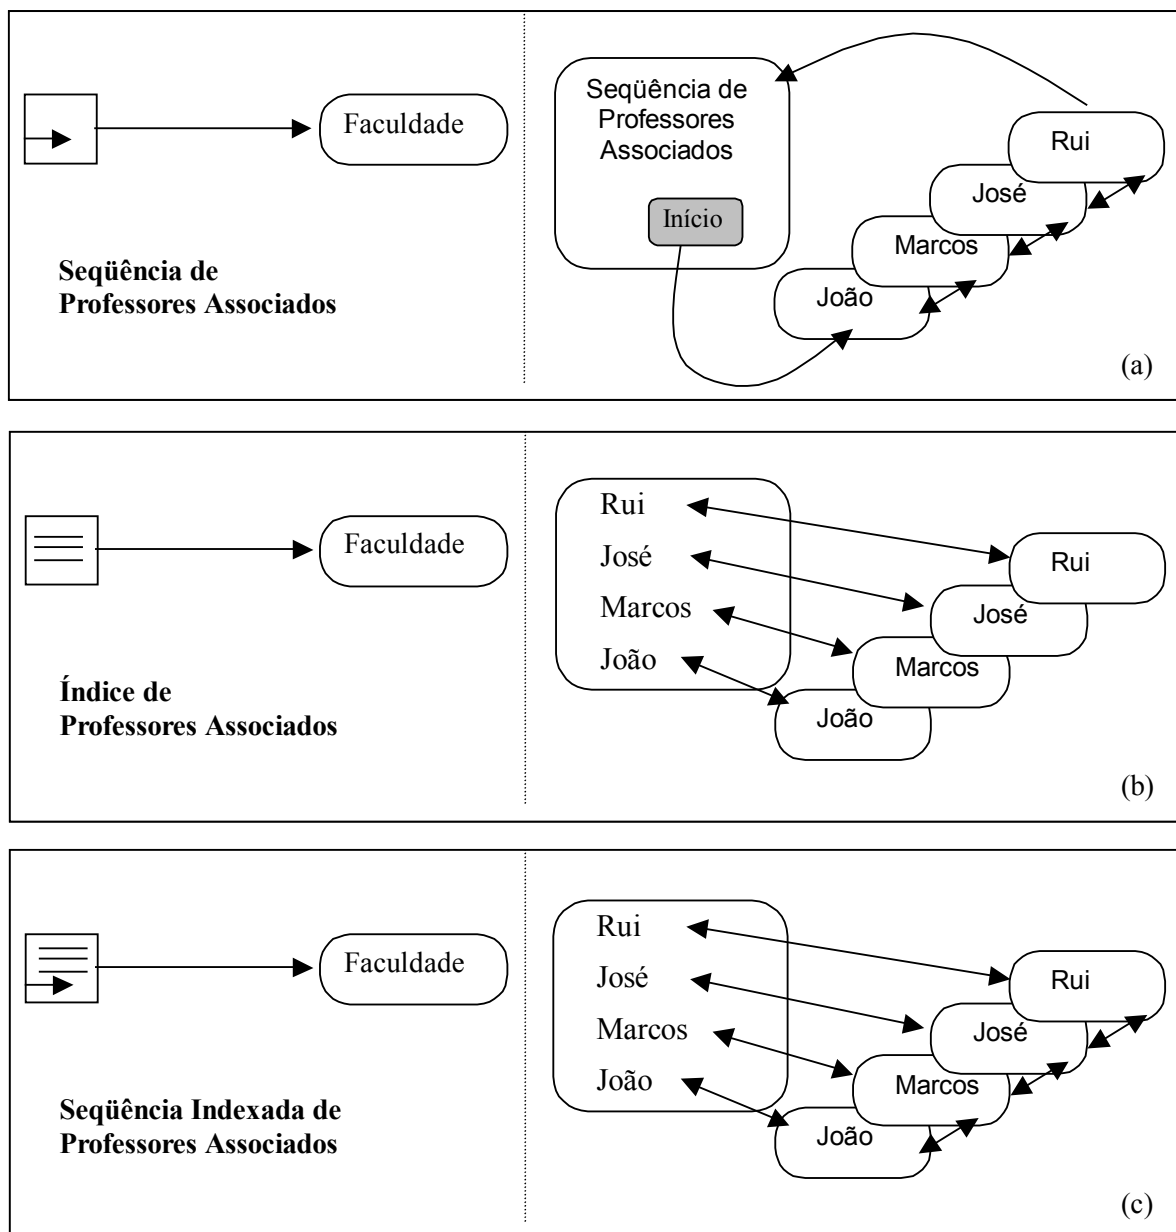 Faculdade
Seqüência de
Professores Associados
Seqüência de
Professores
Associados
Início
Rui
José
Marcos
João
(a)
Faculdade
Índice de
Professores Associados
Rui
José
Marcos
João
Rui
José
Marcos
João
(b)
Faculdade
Seqüência Indexada de
Professores Associados
Rui
José
Marcos
João
Rui
José
Marcos
João
(c)